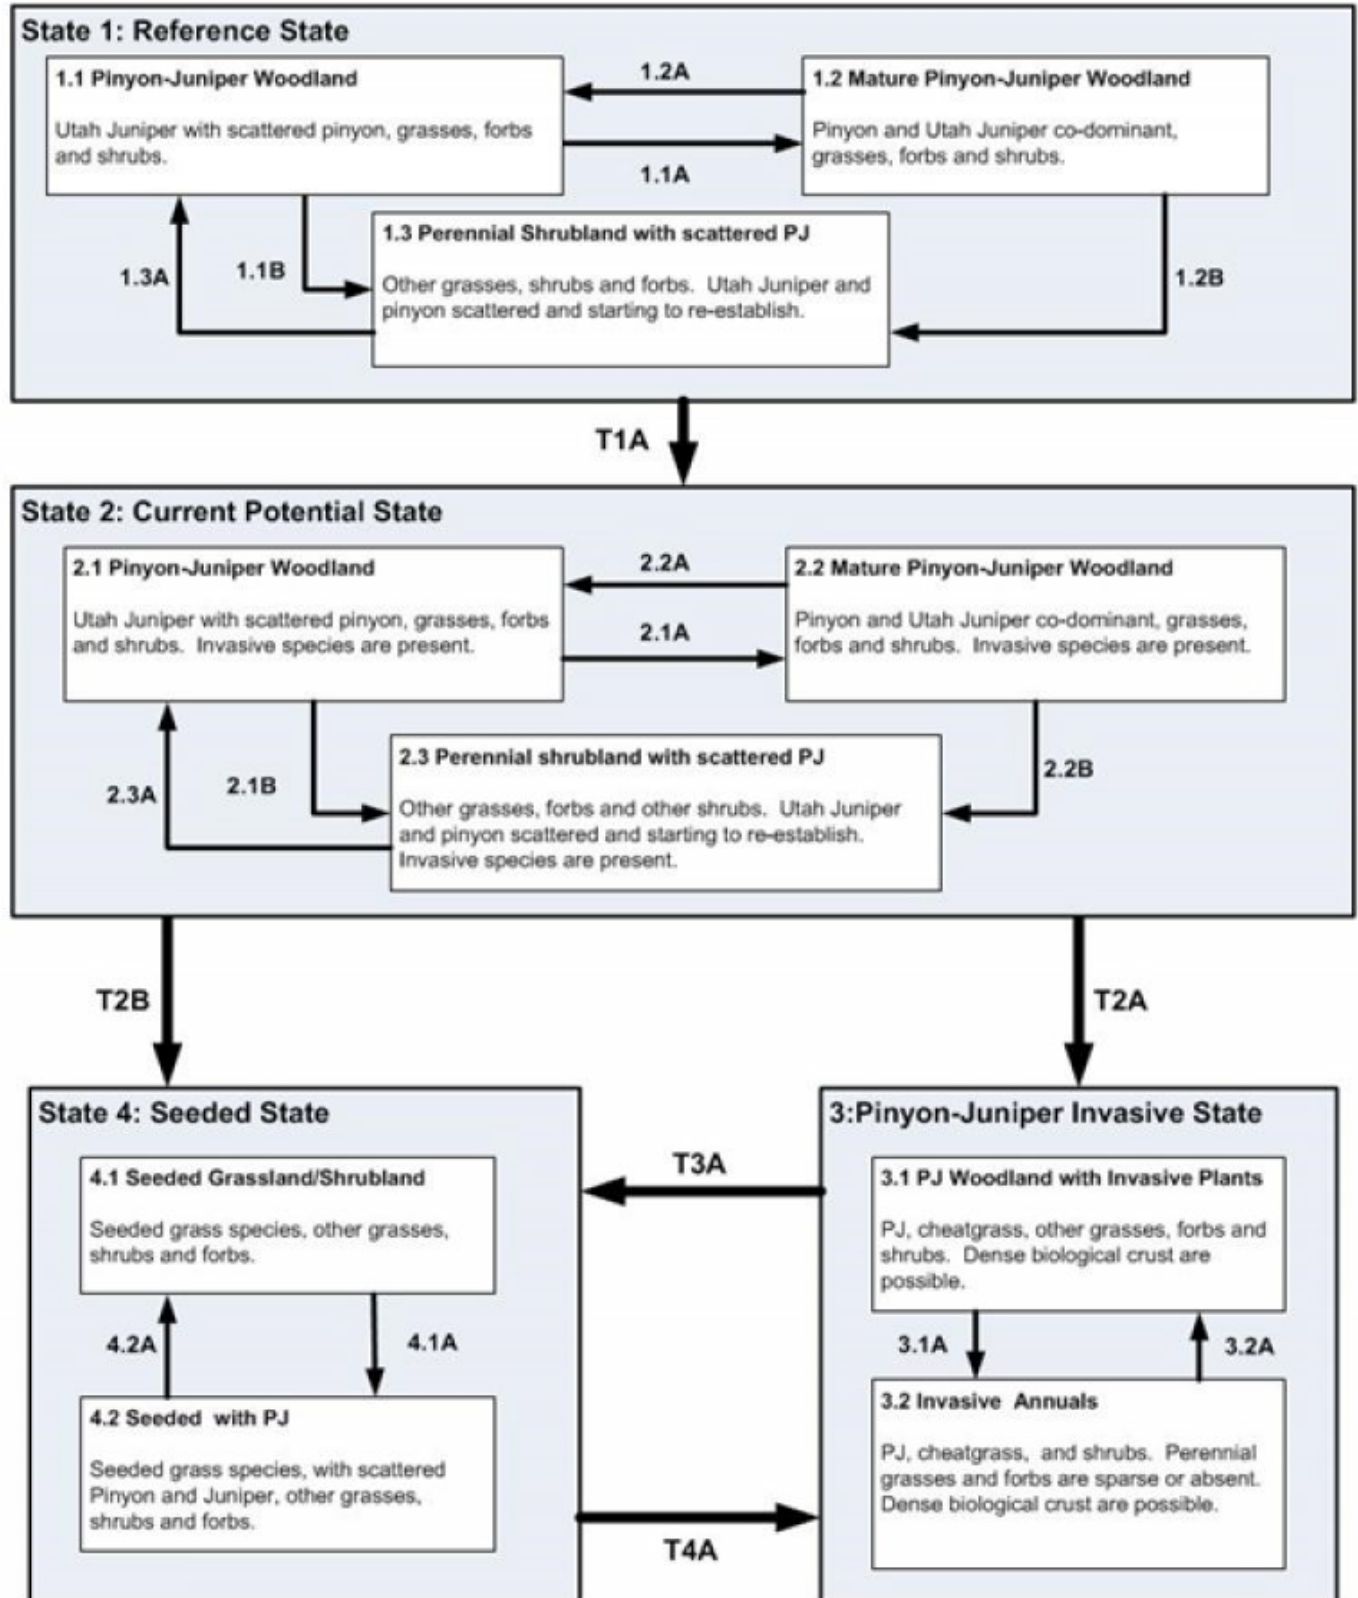 State 1: Reference State
1.1 Pinyon-Juniper Woodland
Utah Juniper with scattered pinyon, grasses, forbs
and shrubs.
1.2A
1.1A
1.2 Mature Pinyon-Juniper Woodland
Pinyon and Utah Juniper co-dominant,
grasses, forbs and shrubs.
1.3A
1.1B
1.3 Perennial Shrubland with scattered PJ
Other grasses, shrubs and forbs. Utah Juniper and
pinyon scattered and starting to re-establish.
1.2B
T1A
State 2: Current Potential State
2.1 Pinyon-Juniper Woodland
Utah Juniper with scattered pinyon, grasses, forbs
and shrubs. Invasive species are present.
2.2A
2.1A
2.2 Mature Pinyon-Juniper Woodland
Pinyon and Utah Juniper co-dominant, grasses,
forbs and shrubs. Invasive species are present.
2.3A
2.1B
2.3 Perennial shrubland with scattered PJ
Other grasses, forbs and other shrubs. Utah Juniper
and pinyon scattered and starting to re-establish.
Invasive species are present.
2.2B
T2B
T2A
State 4: Seeded State
4.1 Seeded Grassland/Shrubland
Seeded grass species, other grasses,
shrubs and forbs.
4.2A
4.1A
4.2 Seeded with PJ
Seeded grass species, with scattered
Pinyon and Juniper, other grasses,
shrubs and forbs.
T3A
T4A
3:Pinyon-Juniper Invasive State
3.1 PJ Woodland with Invasive Plants
PJ, cheatgrass, other grasses, forbs and
shrubs. Dense biological crust are
possible.
3.1A
3.2A
3.2 Invasive Annuals
PJ, cheatgrass, and shrubs. Perennial
grasses and forbs are sparse or absent.
Dense biological crust are possible.